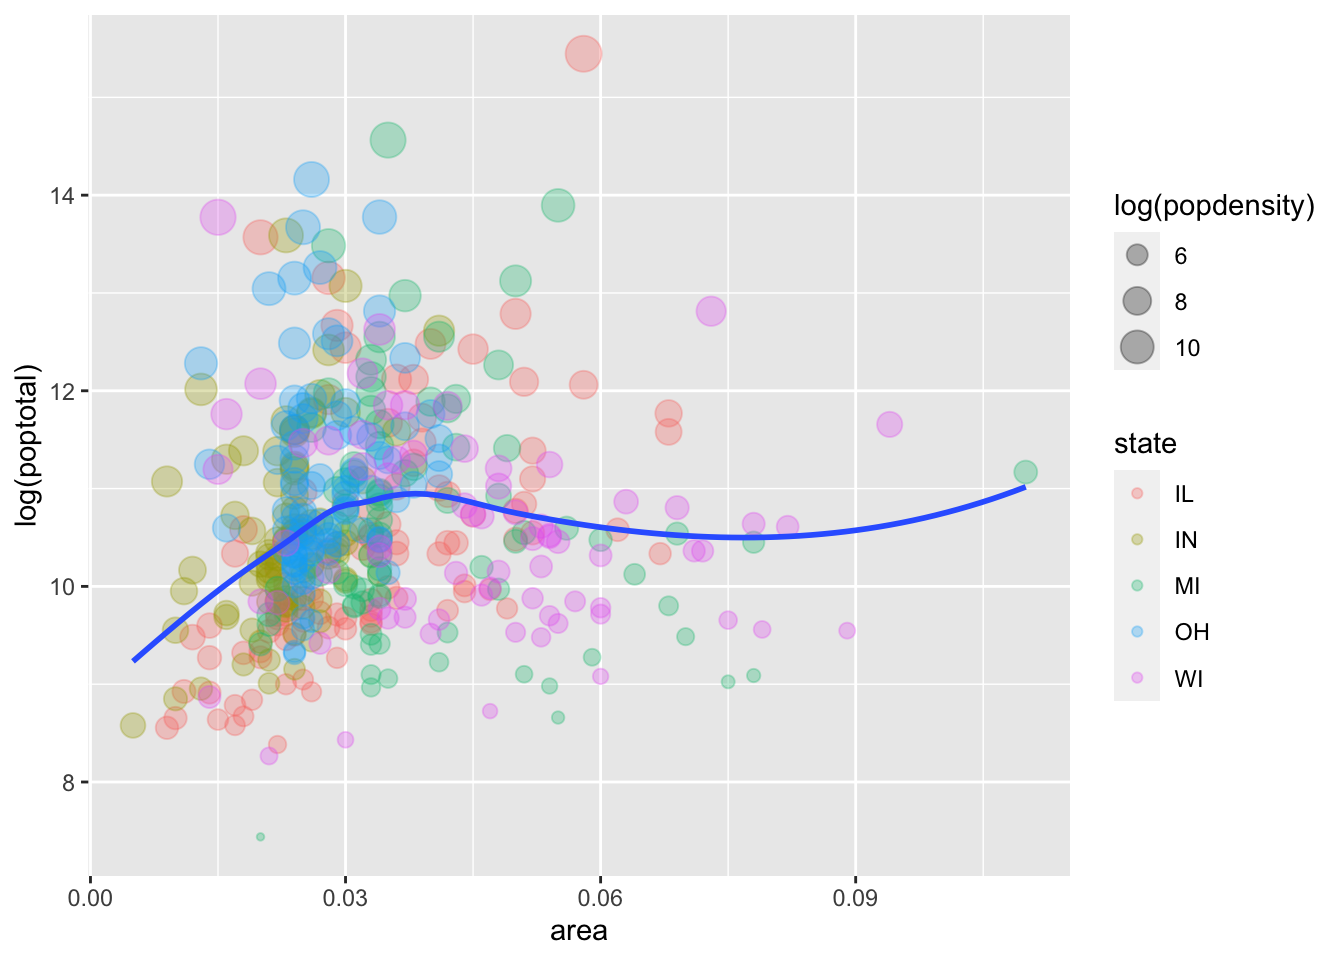 log(poptotal)
14
12
10
8
0.00
0.03
0.06
0.09
area
log(popdensity)
6
8
10
state
IL
IN
MI
OH
WI